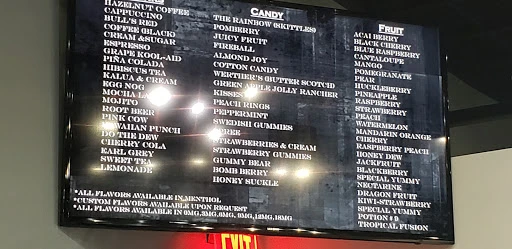 HAZELNUT COFFEE
CAPPUCCINO
BULL'S RED
COFFEE (BLACK)
CREAM & SUGAR
ESPRESSO
GRAPE KOOL-AID
PIÑA COLADA
HIBISCUS TEA
KALUA & CREAM
EGG NOG
MOCHA
MOJITO
ROOT BEER
PINK COW
HAWAIIAN PUNCH
DO THE DEW
CHERRY COLA
EARL GREY
SWEET TEA
LEMONADE
CANDY
THE RAINBOW (SKITTLES)
BOMBERRY
JUICY FRUIT
FIREBALL
ALMOND JOY
COTTON CANDY
WERTHER'S (BUTTER SCOTCH)
GREEN APPLE JOLLY RANCHER
KISSES
PEACH RINGS
PEPPERMINT
SWEDISH GUMMIES
STRAWBERRIES & CREAM
STRAWBERRY GUMMIES
GUMMY BEAR
BOMB BERRY
HONEY SUCKLE
FRUIT
ACAI BERRY
BLACK CHERRY
BLUE RASPBERRY
CANTALOUPE
MANGO
POMEGRANATE
PEAR
HUCKLEBERRY
PINEAPPLE
RASPBERRY
STRAWBERRY
PEACH
WATERMELON
MANDARIN ORANGE
CHERRY
RASPBERRY
HONEY DEW
JACKFRUIT
BLACKBERRY
SPECIAL YUMMY
NECTARINE
DRAGON FRUIT
KIWI-STRAWBERRY
SPECIAL YUMMY
POTION # 9
TROPICAL FUSION
*ALL FLAVORS AVAILABLE IN MENTHOL
*CUSTOM FLAVORS AVAILABLE UPON REQUEST
*ALL FLAVORS AVAILABLE IN 0MG,3MG,6MG, 9MG,12MG,18MG
EXIT